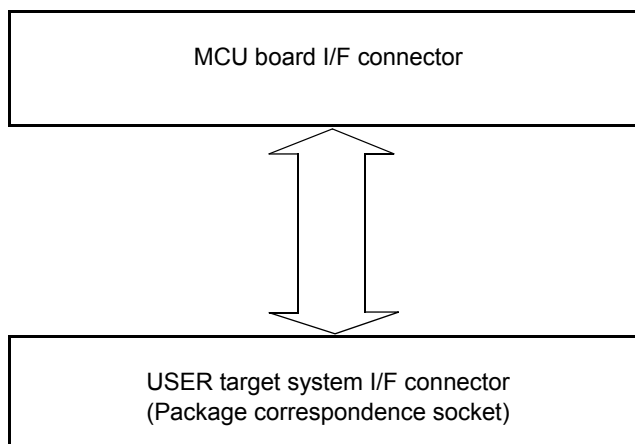 MCU board I/F connector
USER target system I/F connector
(Package correspondence socket)